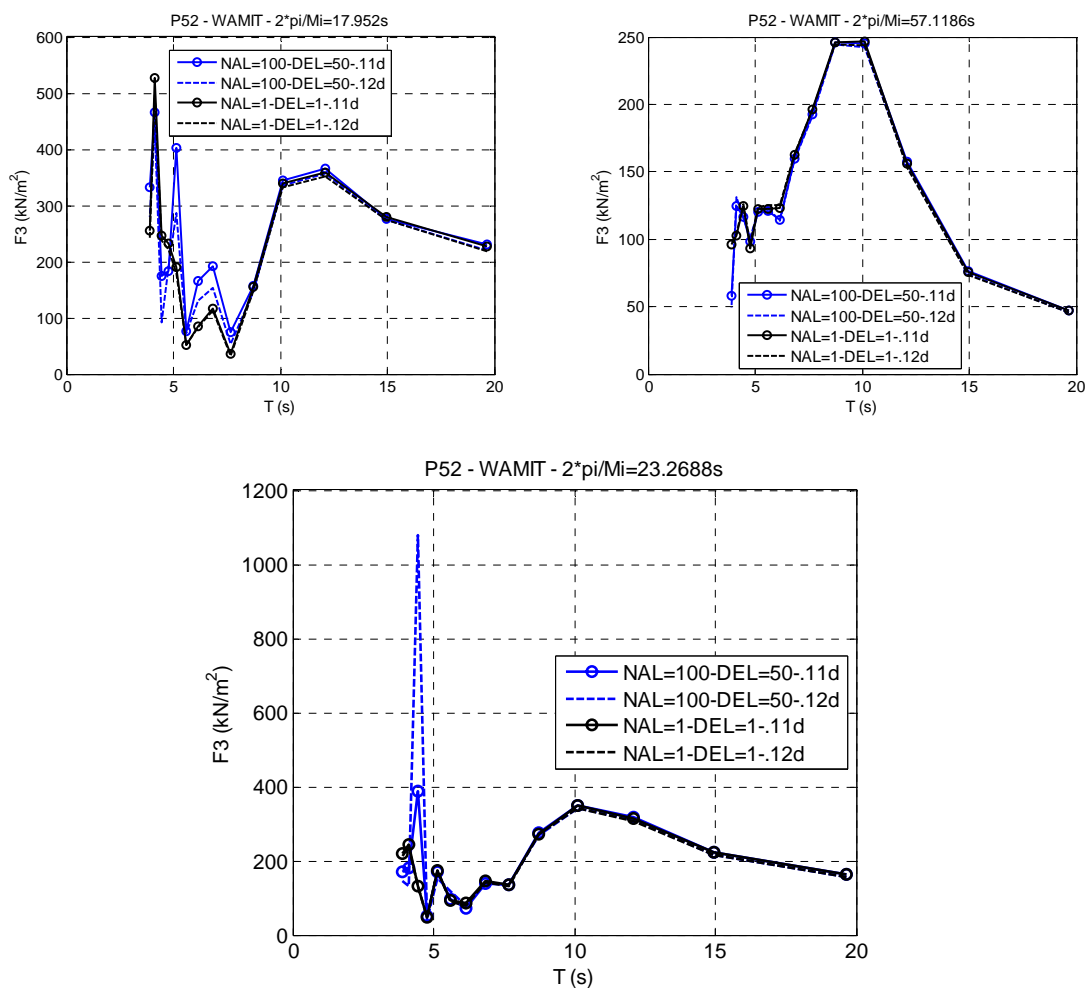 P52 - WAMIT - 2*pi/Mi=17.952s
600
500
400
300
200
100
0
F3 (kN/m²)
NAL=100-DEL=50-.11d
NAL=100-DEL=50-.12d
NAL=1-DEL=1-.11d
NAL=1-DEL=1-.12d
0 5 10 15 20
T (s)
P52 - WAMIT - 2*pi/Mi=57.1186s
250
200
150
100
50
0
F3 (kN/m²)
NAL=100-DEL=50-.11d
NAL=100-DEL=50-.12d
NAL=1-DEL=1-.11d
NAL=1-DEL=1-.12d
0 5 10 15 20
T (s)
P52 - WAMIT - 2*pi/Mi=23.2688s
1200
1000
800
600
400
200
0
F3 (kN/m²)
NAL=100-DEL=50-.11d
NAL=100-DEL=50-.12d
NAL=1-DEL=1-.11d
NAL=1-DEL=1-.12d
0 5 10 15 20
T (s)